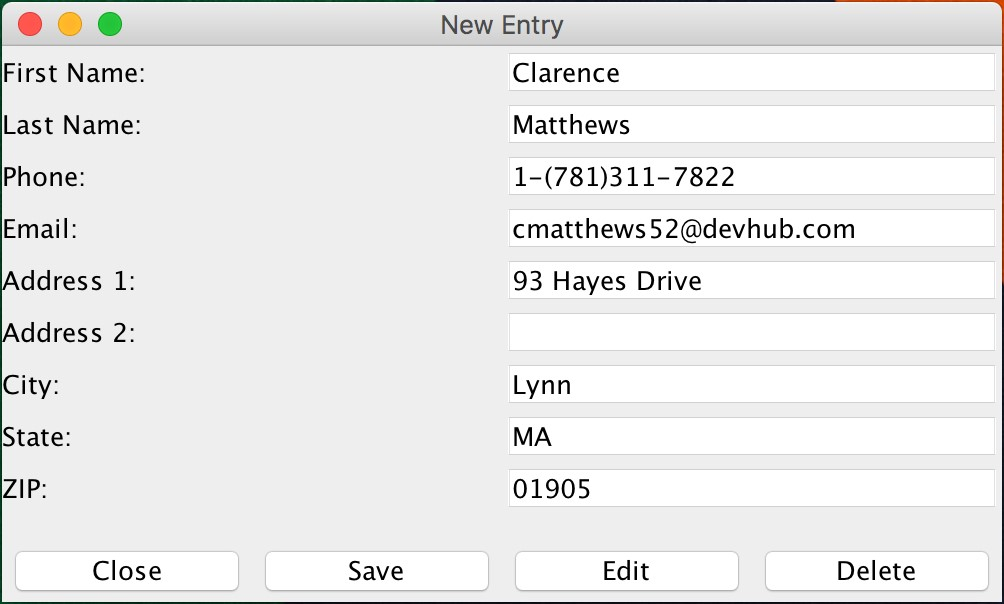 New Entry
First Name: Clarence
Last Name: Matthews
Phone: 1-(781)311-7822
Email: cmatthews52@devhub.com
Address 1: 93 Hayes Drive
Address 2:
City: Lynn
State: MA
ZIP: 01905
Close Save Edit Delete